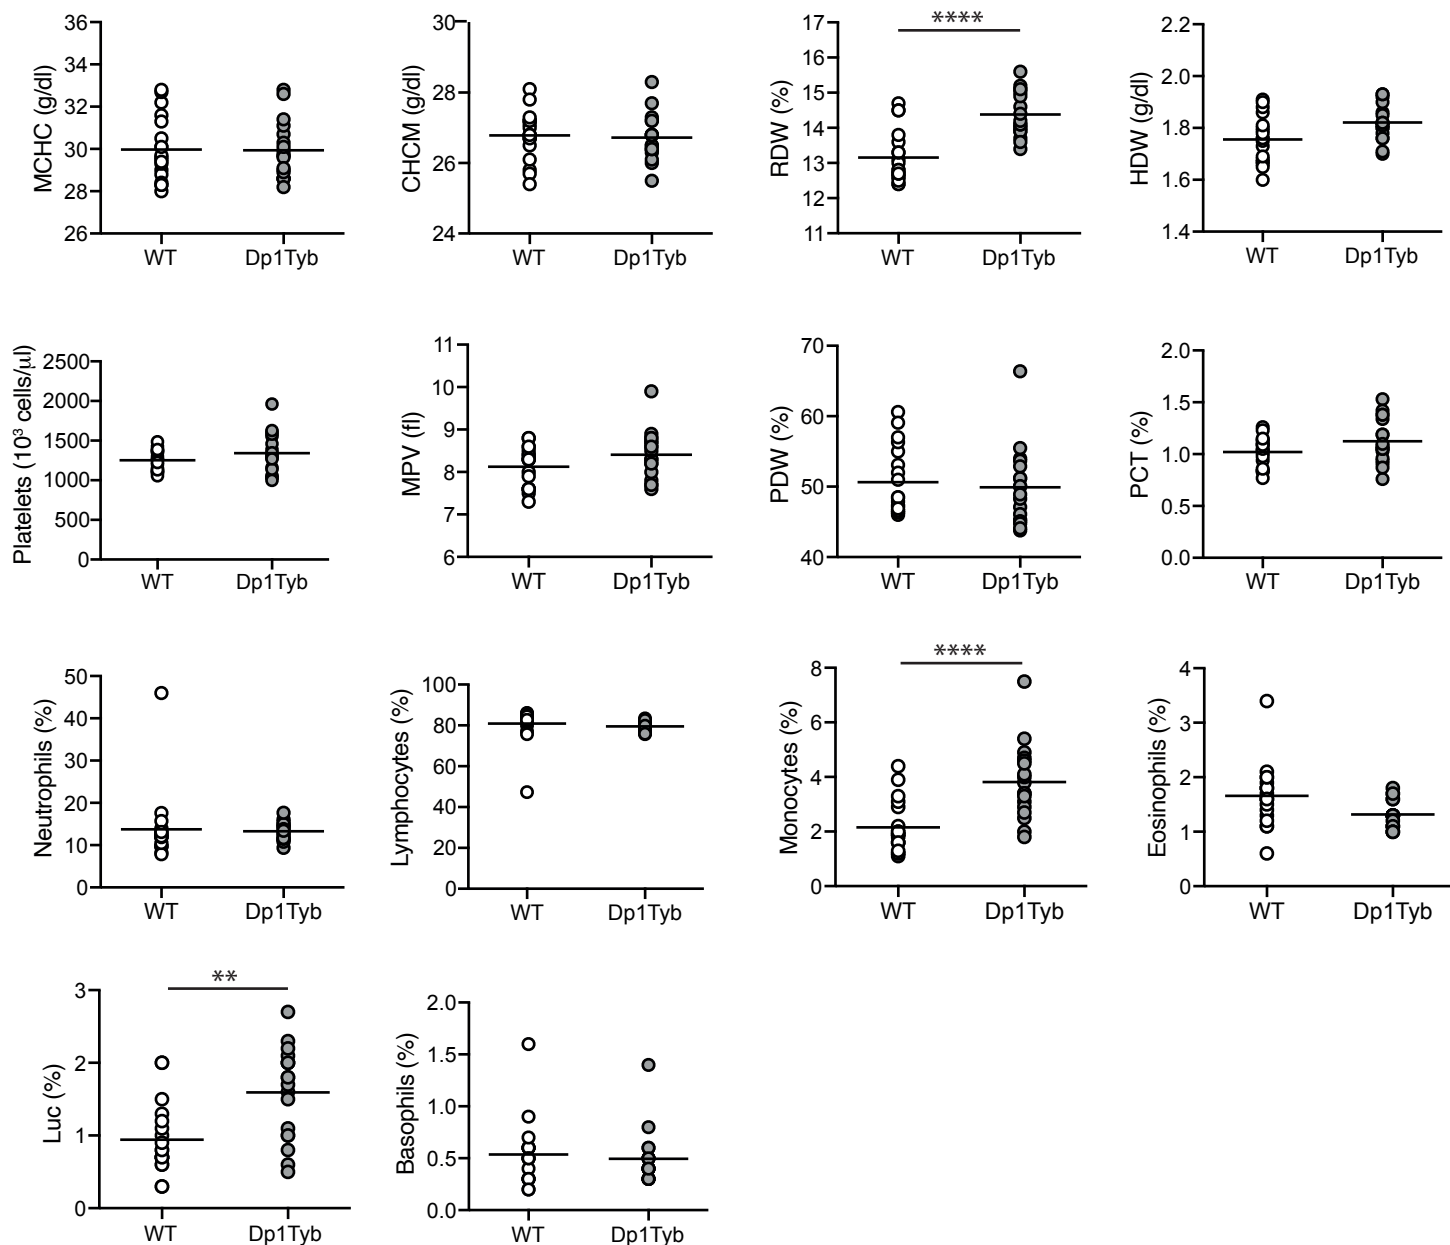 MCHC (g/dl)
36
34
32
30
28
26
WT
Dp1Tyb
CHCM (g/dl)
30
28
26
24
WT
Dp1Tyb
RDW (%)
17
16
15
14
13
12
11
****
WT
Dp1Tyb
HDW (g/dl)
2.2
2.0
1.8
1.6
1.4
WT
Dp1Tyb
Platelets (10³ cells/µl)
2500
2000
1500
1000
500
0
WT
Dp1Tyb
MPV (fl)
11
10
9
8
7
6
WT
Dp1Tyb
PDW (%)
70
60
50
40
WT
Dp1Tyb
PCT (%)
2.0
1.5
1.0
0.5
0.0
WT
Dp1Tyb
Neutrophils (%)
50
40
30
20
10
0
WT
Dp1Tyb
Lymphocytes (%)
100
80
60
40
20
0
WT
Dp1Tyb
Monocytes (%)
8
6
4
2
0
****
WT
Dp1Tyb
Eosinophils (%)
4
3
2
1
0
WT
Dp1Tyb
Luc (%)
3
2
1
0
**
WT
Dp1Tyb
Basophils (%)
2.0
1.5
1.0
0.5
0.0
WT
Dp1Tyb